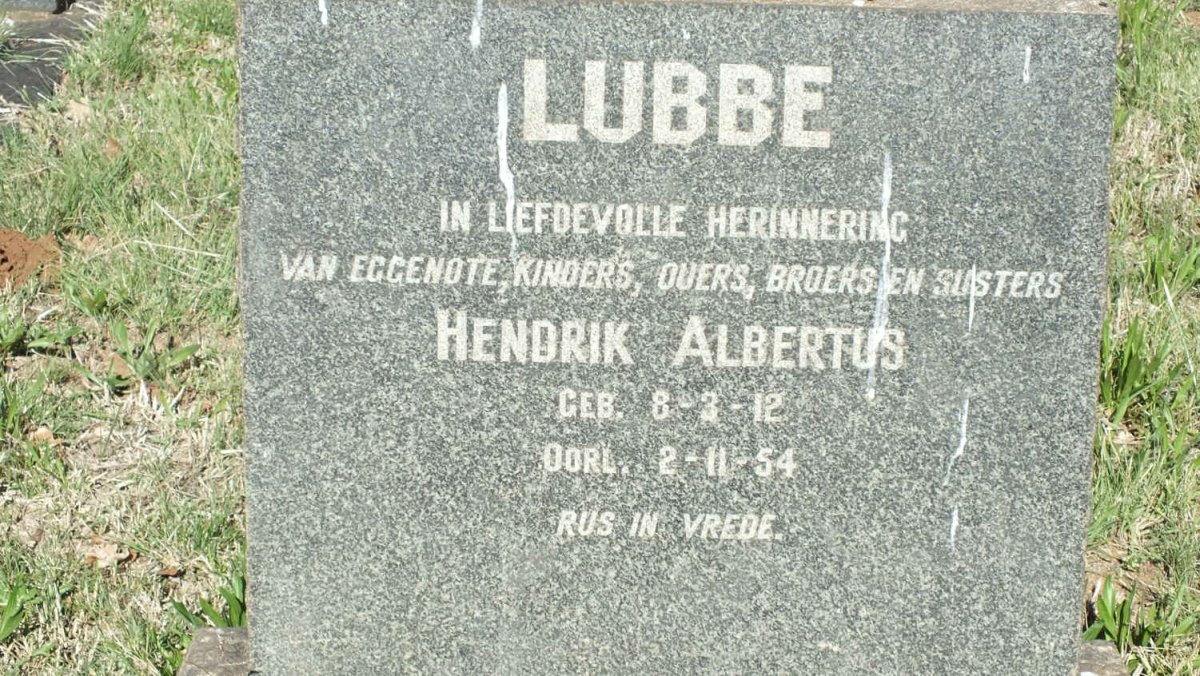 LUBBE
IN LIEFDEVOLLE HERINNERING
VAN EGGENOTE, KINDERS, OUERS, BROERS EN SUSTERS
HENDRIK ALBERTUS
GEB. 8-3-12
OORL. 2-11-54
RUS IN VREDE.